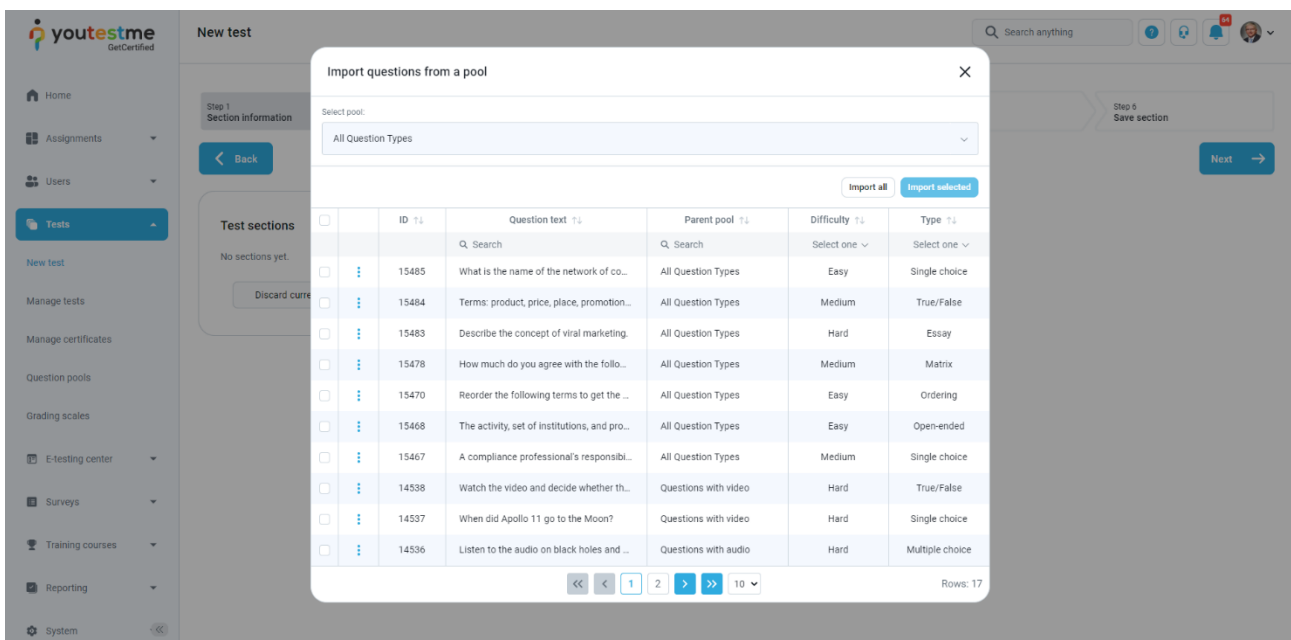 youtestme
GetCertified
New test
Search anything
54
Home
Assignments
Users
Tests
New test
Manage tests
Manage certificates
Question pools
Grading scales
E-testing center
Surveys
Training courses
Reporting
System
Step 1
Section information
Step 6
Save section
Back
Next
Test sections
No sections yet.
Discard curre
Import questions from a pool
Select pool:
All Question Types
Import all Import selected
ID Question text Parent pool Difficulty Type
Search Search Select one Select one
15485 What is the name of the network of co... All Question Types Easy Single choice
15484 Terms: product, price, place, promotion... All Question Types Medium True/False
15483 Describe the concept of viral marketing. All Question Types Hard Essay
15478 How much do you agree with the follo... All Question Types Medium Matrix
15470 Reorder the following terms to get the ... All Question Types Easy Ordering
15468 The activity, set of institutions, and pro... All Question Types Easy Open-ended
15467 A compliance professional's responsibi... All Question Types Medium Single choice
14538 Watch the video and decide whether th... Questions with video Hard True/False
14537 When did Apollo 11 go to the Moon? Questions with video Hard Single choice
14536 Listen to the audio on black holes and ... Questions with audio Hard Multiple choice
1 2 10 Rows: 17